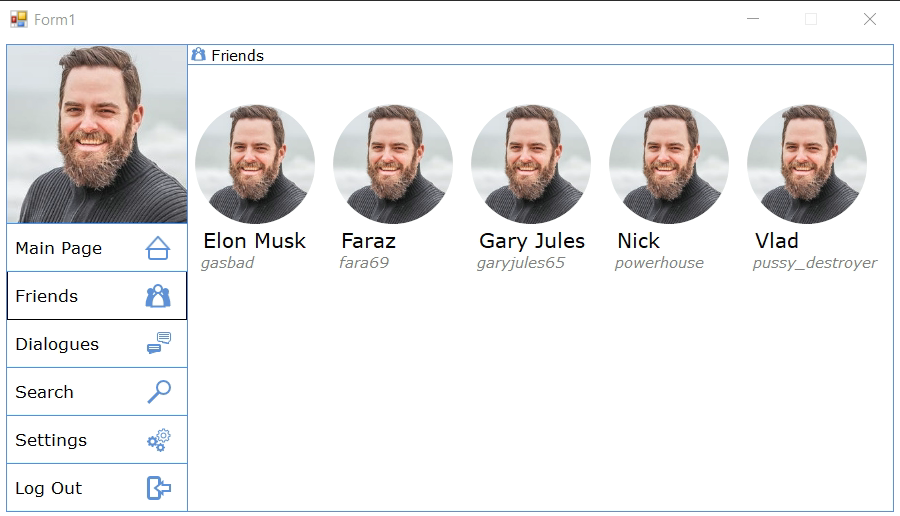 Form1
Friends
Elon Musk
gasbad
Faraz
fara69
Gary Jules
garyjules65
Nick
powerhouse
Vlad
pussy_destroyer
Main Page
Friends
Dialogues
Search
Settings
Log Out